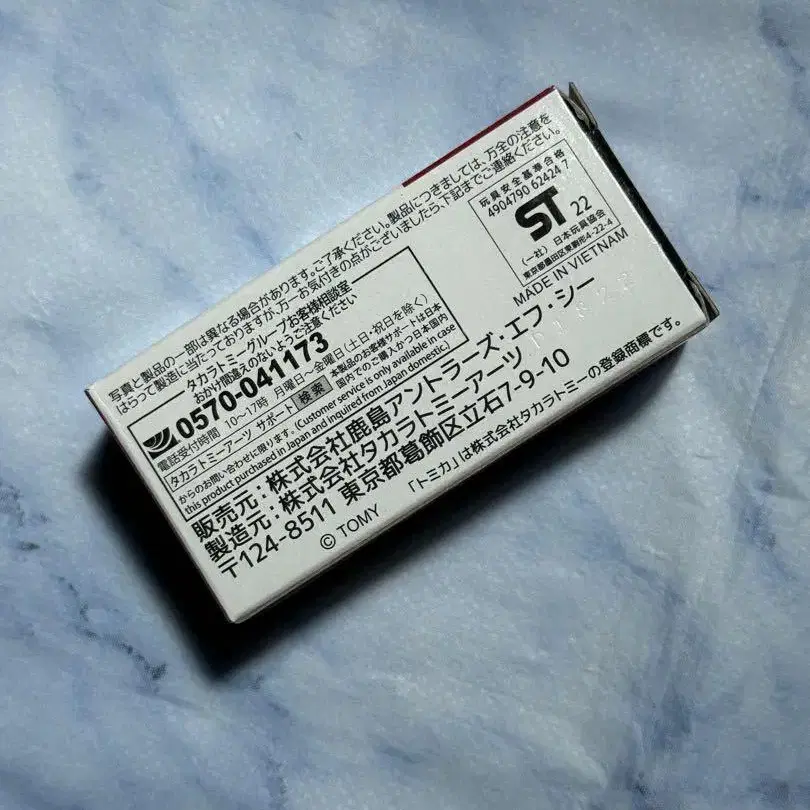 写真と製品の一部は異なる場合があります。ご了承ください。製品につきましては、万全の注意を
はらって製造に当たっておりますが、万一お気付きの点がございましたら、下記までご連絡ください。
タカラトミーグループお客様相談室
おかけ間違えのないようご注意ください
0570-041173
電話受付時間 10〜17時 月曜日〜金曜日(土日・祝日を除く)
タカラトミーアーツ サポート 検索
本製品のお客様サポートは日本
国内でのご購入かつ日本国内
からのお問い合わせに限ります。(Customer service is only available in case
this product purchased in Japan and inquired from Japan domestic)
販売元:株式会社鹿島アントラーズ・エフ・シー
製造元:株式会社タカラトミーアーツ
〒124-8511 東京都葛飾区立石7-9-10
© TOMY 「トミカ」は株式会社タカラトミーの登録商標です。
玩具安全基準合格
4904790 62424 7
ST 22
(一社) 日本玩具協会
東京都墨田区東駒形4-22-4
MADE IN VIETNAM